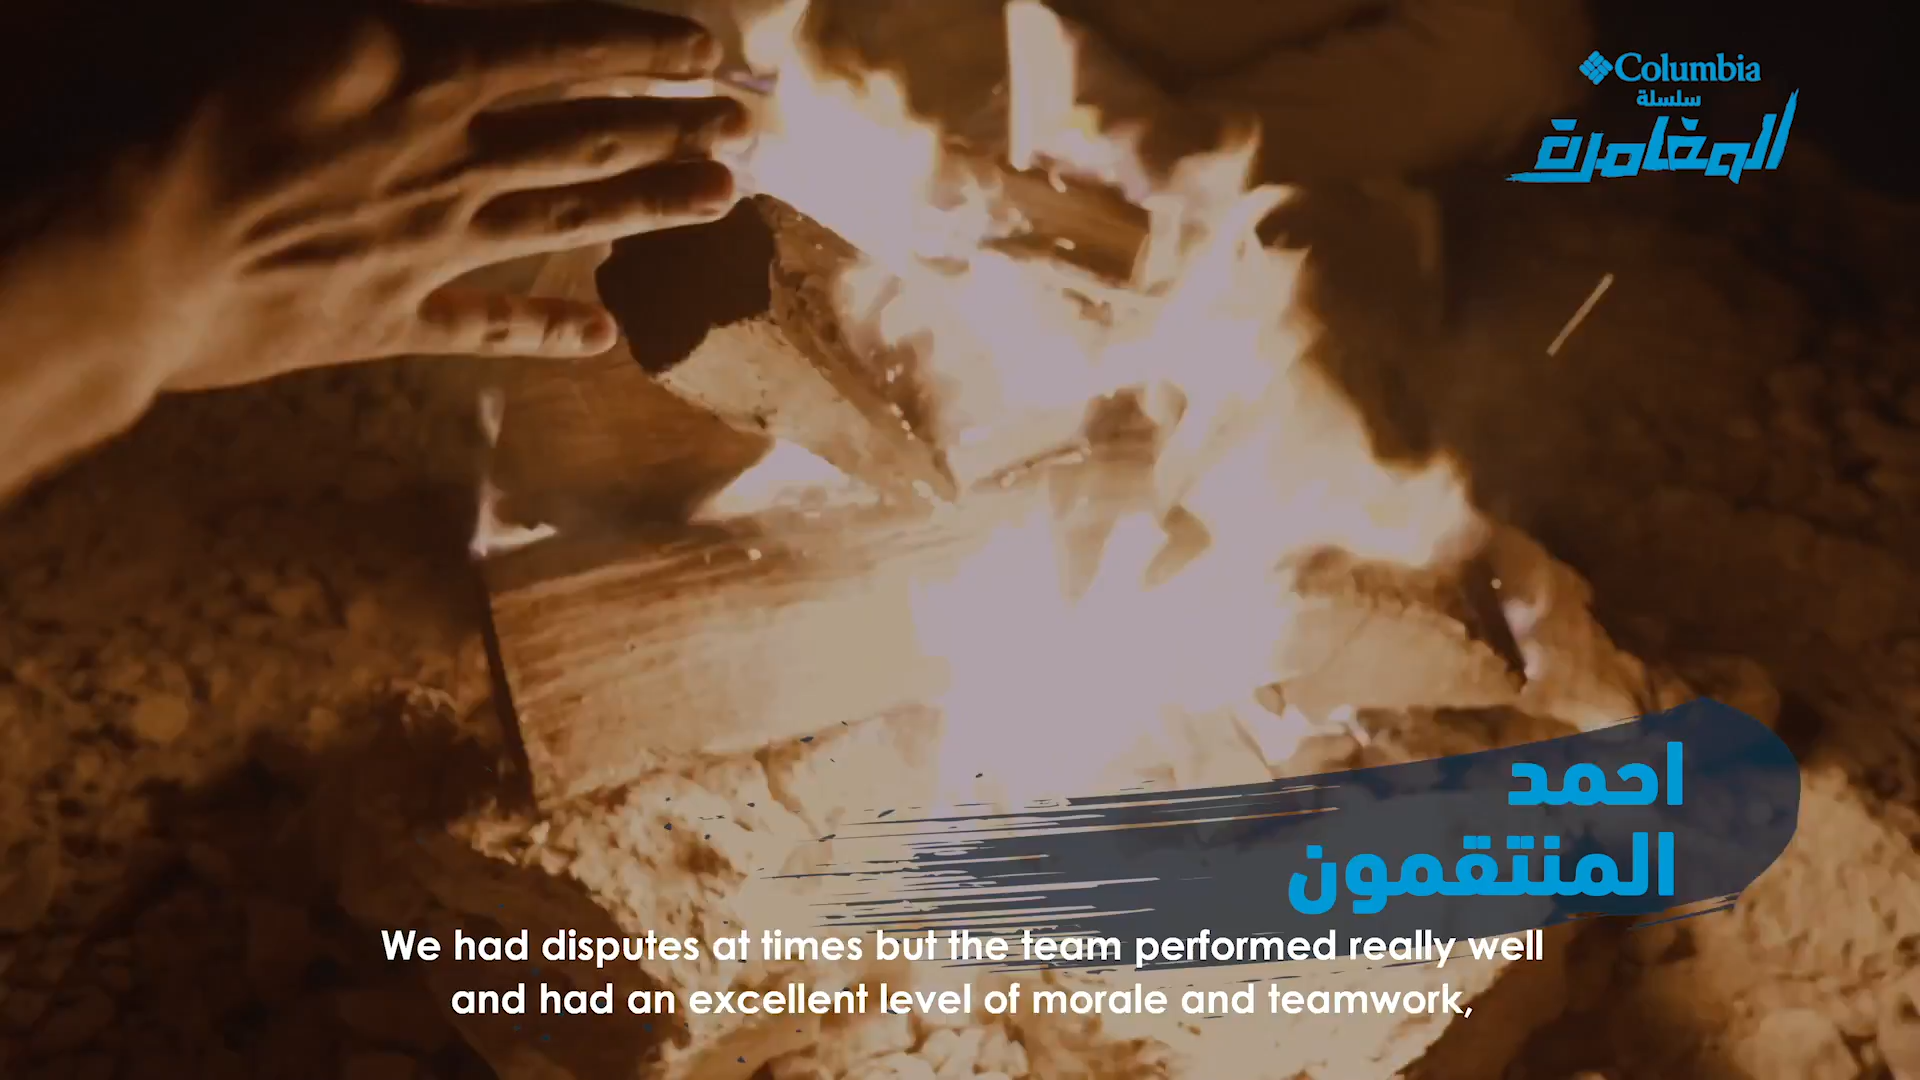 Columbia
سلسلة
المغامرة
احمد
المنتقمون
We had disputes at times but the team performed really well
and had an excellent level of morale and teamwork,